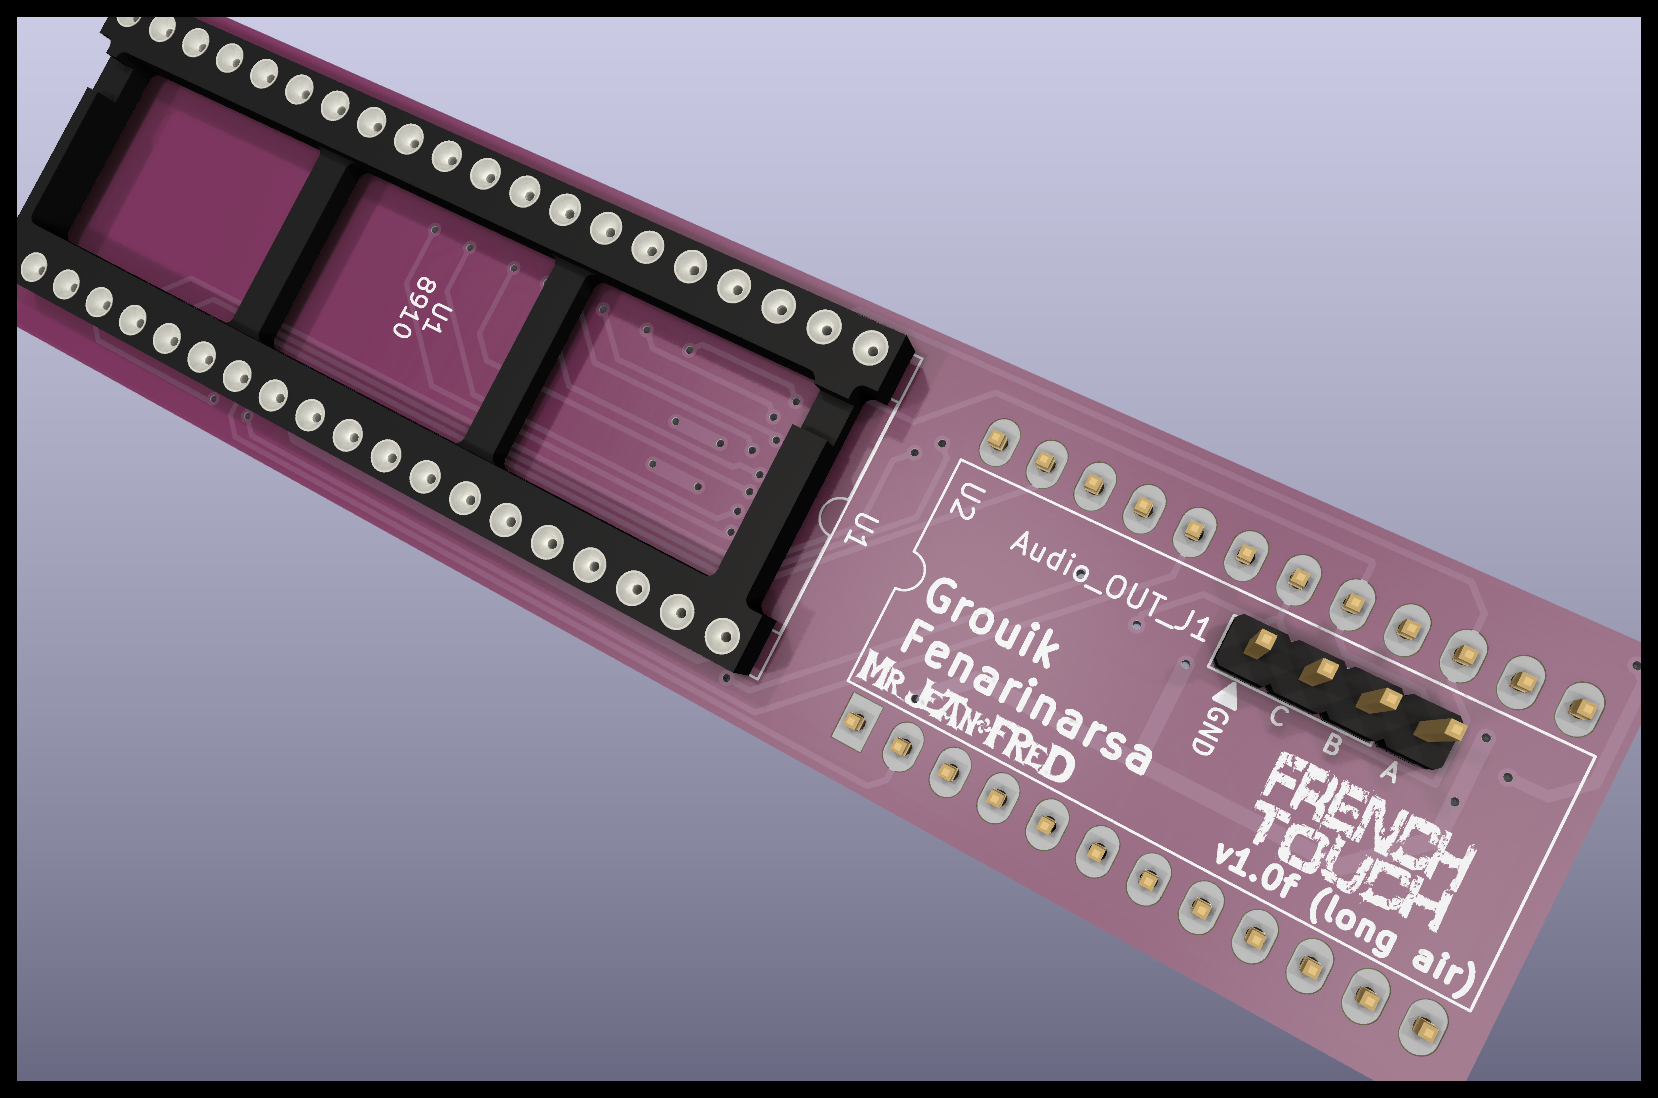 U1
8910
U1
U2
Audio_OUT_J1
Grouik
Fenarinarsa
Mr.JEAN•FReD
GND
C
B
A
FRENCH
TOUCH
v1.0f (long air)